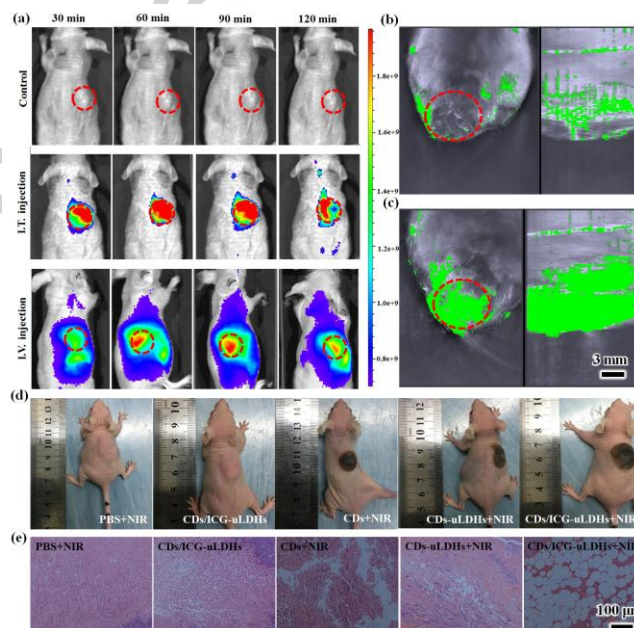 (a)
30 min 60 min 90 min 120 min
Control
I.T. injection
I.V. injection
1.6e+9
1.4e+9
1.2e+9
1.0e+9
0.8e+9
(b)
(c)
3 mm
(d)
PBS+NIR
CDs/ICG-uLDHs
CDs+NIR
CDs-uLDHs+NIR
CDs/ICG-uLDHs+NIR
(e)
PBS+NIR
CDs/ICG-uLDHs
CDs+NIR
CDs-uLDHs+NIR
CDs/ICG-uLDHs+NIR
100 μm